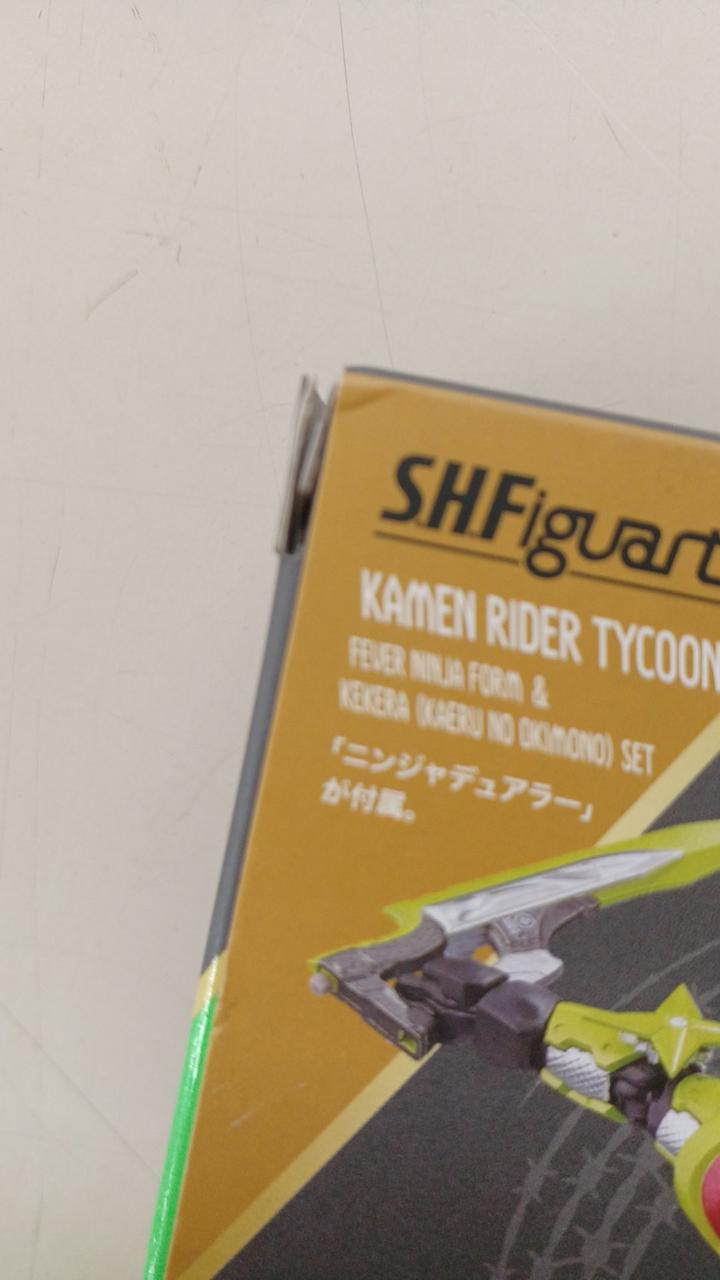 S.H.Figuart
KAMEN RIDER TYCOON
FEVER NINJA FORM &
KEKERA (KAERU NO OKIMONO) SET
「ニンジャデュアラー」
が付属。